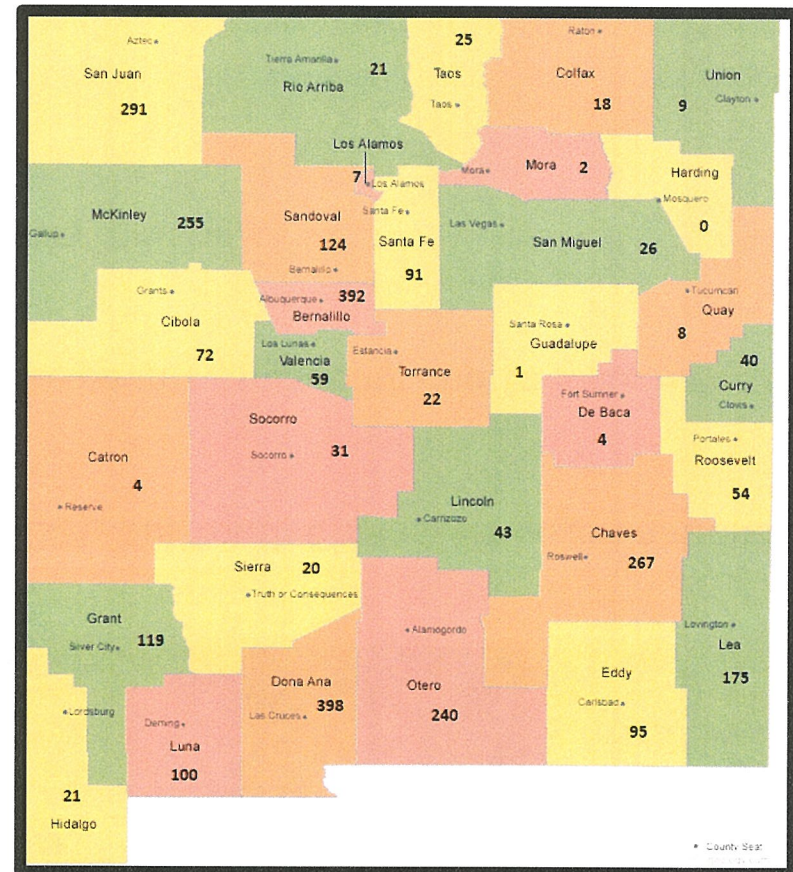 Aztec
San Juan
291
Tierra Amarilla
21
Rio Arriba
25
Taos
Taos
Raton
Colfax
18
Union
9
Clayton
Los Alamos
7
Los Alamos
Mora
Mora
2
Harding
Mosquero
0
McKinley
255
Gallup
Sandoval
124
Bernalillo
Santa Fe
Santa Fe
91
Las Vegas
San Miguel
26
Grants
Cibola
72
Albuquerque
392
Bernalillo
Santa Rosa
Guadalupe
1
Tucumcari
Quay
8
Los Lunas
Valencia
59
Estancia
Torrance
22
40
Curry
Clovis
Fort Sumner
De Baca
4
Portales
Roosevelt
54
Catron
4
Reserve
Socorro
Socorro
31
Lincoln
Carrizozo
43
Chaves
Roswell
267
Sierra
20
Truth or Consequences
Grant
119
Silver City
Alamogordo
Otero
240
Lovington
Lea
175
Dona Ana
Las Cruces
398
Eddy
Carlsbad
95
Lordsburg
21
Hidalgo
Deming
Luna
100
County Seat